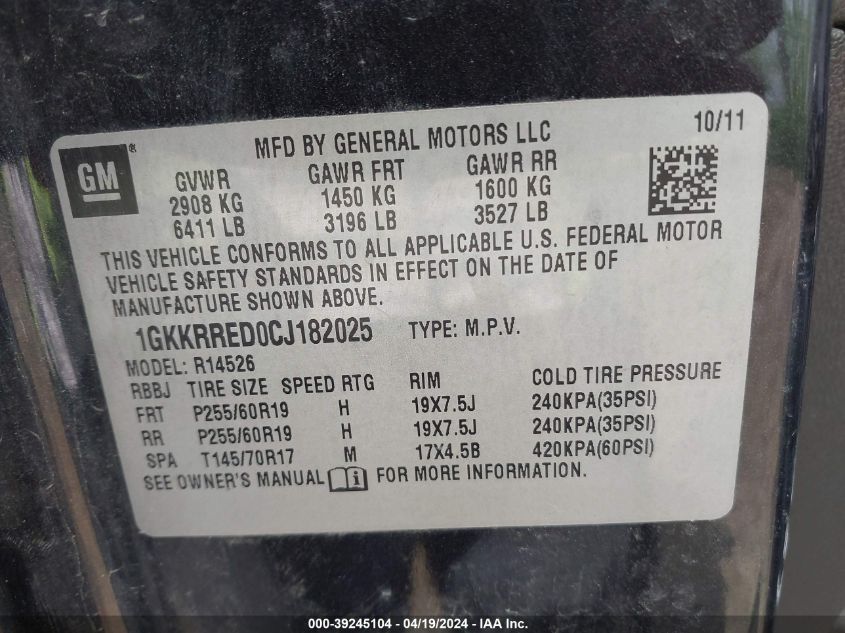 GM®
MFD BY GENERAL MOTORS LLC 10/11
GVWR GAWR FRT GAWR RR
2908 KG 1450 KG 1600 KG
6411 LB 3196 LB 3527 LB
THIS VEHICLE CONFORMS TO ALL APPLICABLE U.S. FEDERAL MOTOR
VEHICLE SAFETY STANDARDS IN EFFECT ON THE DATE OF
MANUFACTURE SHOWN ABOVE.
1GKKRRED0CJ182025 TYPE: M.P.V.
MODEL: R14526
RBBJ TIRE SIZE SPEED RTG RIM COLD TIRE PRESSURE
FRT P255/60R19 H 19X7.5J 240KPA(35PSI)
RR P255/60R19 H 19X7.5J 240KPA(35PSI)
SPA T145/70R17 M 17X4.5B 420KPA(60PSI)
SEE OWNER'S MANUAL i FOR MORE INFORMATION.
000-39245104 - 04/19/2024 - IAA Inc.